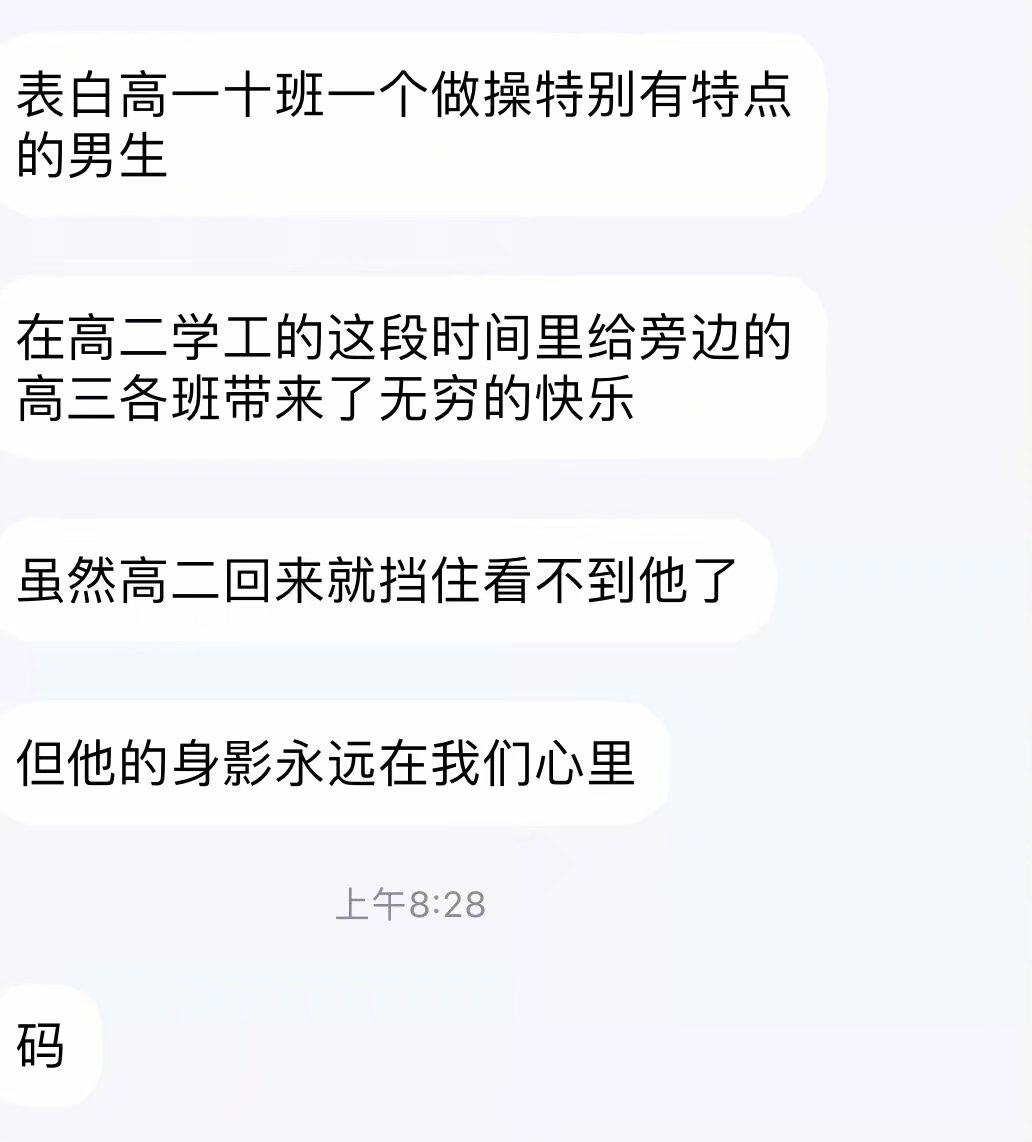 表白高一十班一个做操特别有特点
的男生
在高二学工的这段时间里给旁边的
高三各班带来了无穷的快乐
虽然高二回来就挡住看不到他了
但他的身影永远在我们心里
上午8:28
码